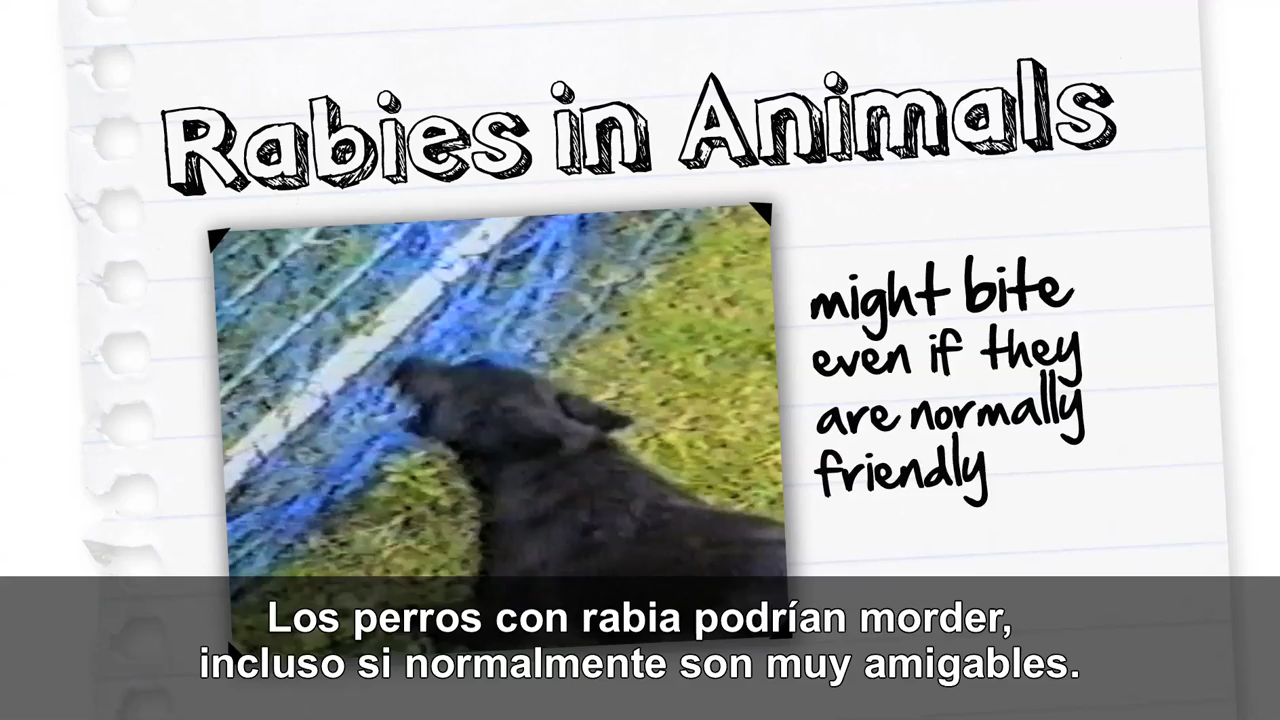 Rabies in Animals
might bite
even if they
are normally
friendly
Los perros con rabia podrían morder,
incluso si normalmente son muy amigables.